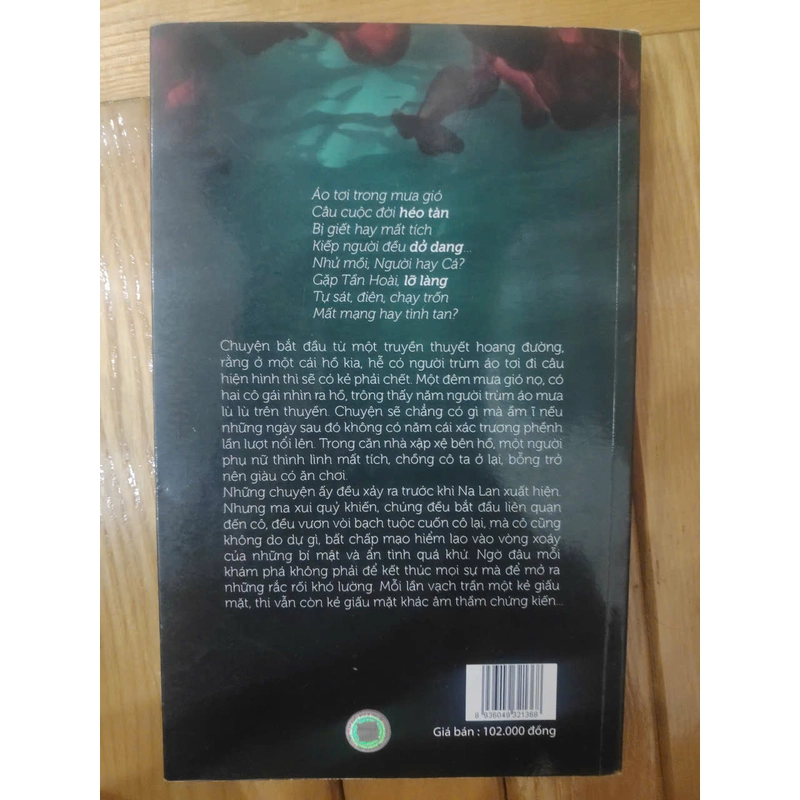 Áo tơi trong mưa gió
Câu cuộc đời héo tàn
Bị giết hay mất tích
Kiếp người đều dở dang...
Nhử mồi, Người hay Cá?
Gặp Tần Hoài, lỡ làng
Tự sát, điên, chạy trốn
Mất mạng hay tình tan?
Chuyện bắt đầu từ một truyền thuyết hoang đường,
rằng ở một cái hồ kia, hễ có người trùm áo tơi đi câu
hiện hình thì sẽ có kẻ phải chết. Một đêm mưa gió nọ, có
hai cô gái nhìn ra hồ, trông thấy năm người trùm áo mưa
lù lù trên thuyền. Chuyện sẽ chẳng có gì mà ầm ĩ nếu
những ngày sau đó không có năm cái xác trương phềnh
lần lượt nổi lên. Trong căn nhà xập xệ bên hồ, một người
phụ nữ thình lình mất tích, chồng cô ta ở lại, bỗng trở
nên giàu có ăn chơi.
Những chuyện ấy đều xảy ra trước khi Na Lan xuất hiện.
Nhưng ma xui quỷ khiến, chúng đều bắt đầu liên quan
đến cô, đều vươn vòi bạch tuộc cuốn cô lại, mà cô cũng
không do dự gì, bất chấp mạo hiểm lao vào vòng xoáy
của những bí mật và ẩn tình quá khứ. Ngờ đâu mỗi
khám phá không phải để kết thúc mọi sự mà để mở ra
những rắc rối khó lường. Mỗi lần vạch trần một kẻ giấu
mặt, thì vẫn còn kẻ giấu mặt khác âm thầm chứng kiến...
8 936049 321368
Giá bán : 102.000 đồng